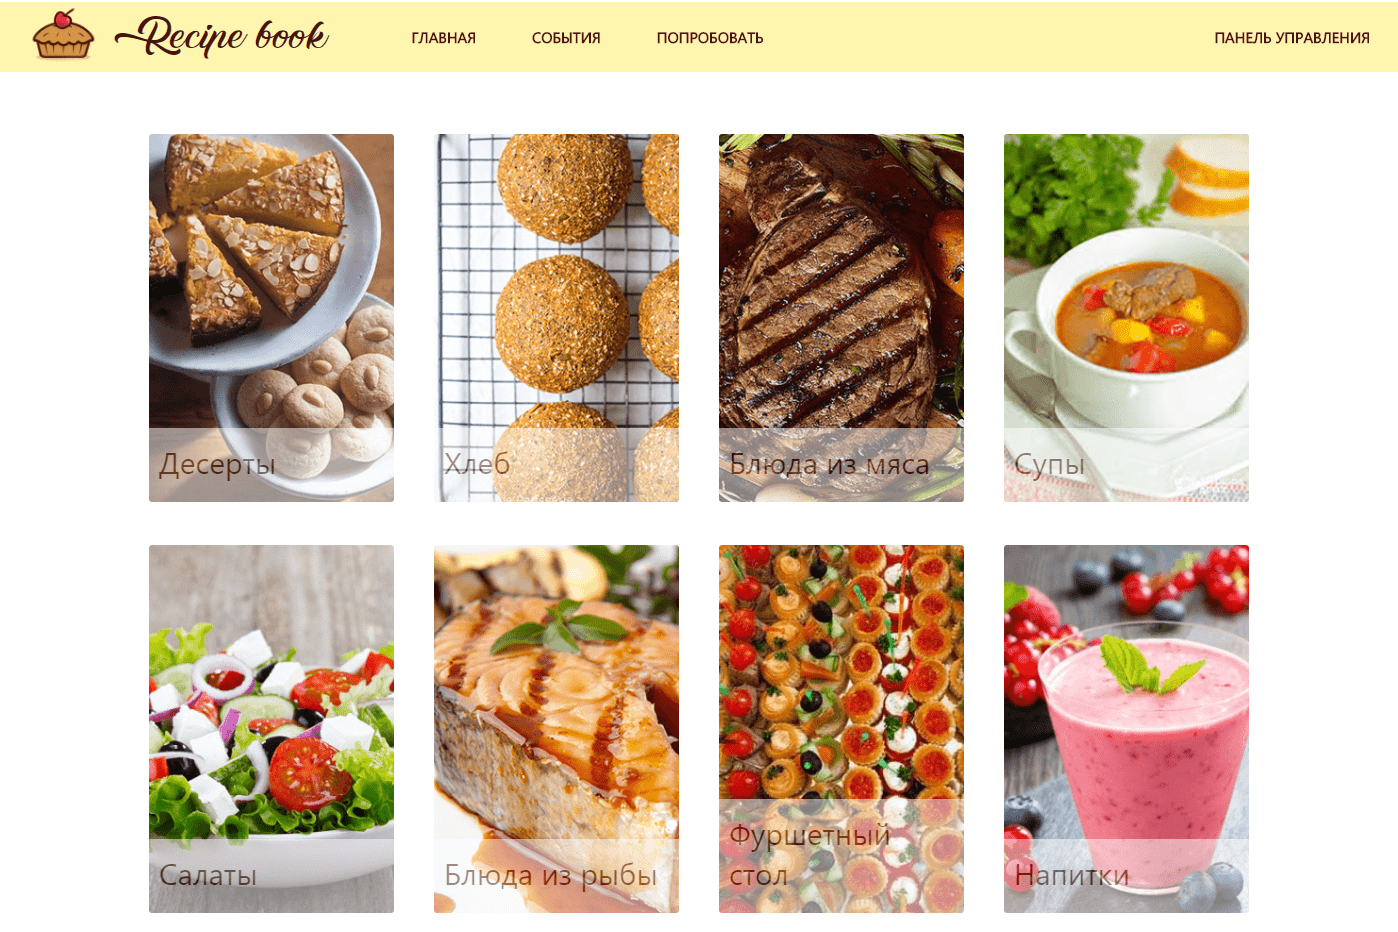 Recipe book
ГЛАВНАЯ
СОБЫТИЯ
ПОПРОБОВАТЬ
ПАНЕЛЬ УПРАВЛЕНИЯ
Десерты
Хлеб
Блюда из мяса
Супы
Салаты
Блюда из рыбы
Фуршетный
стол
Напитки